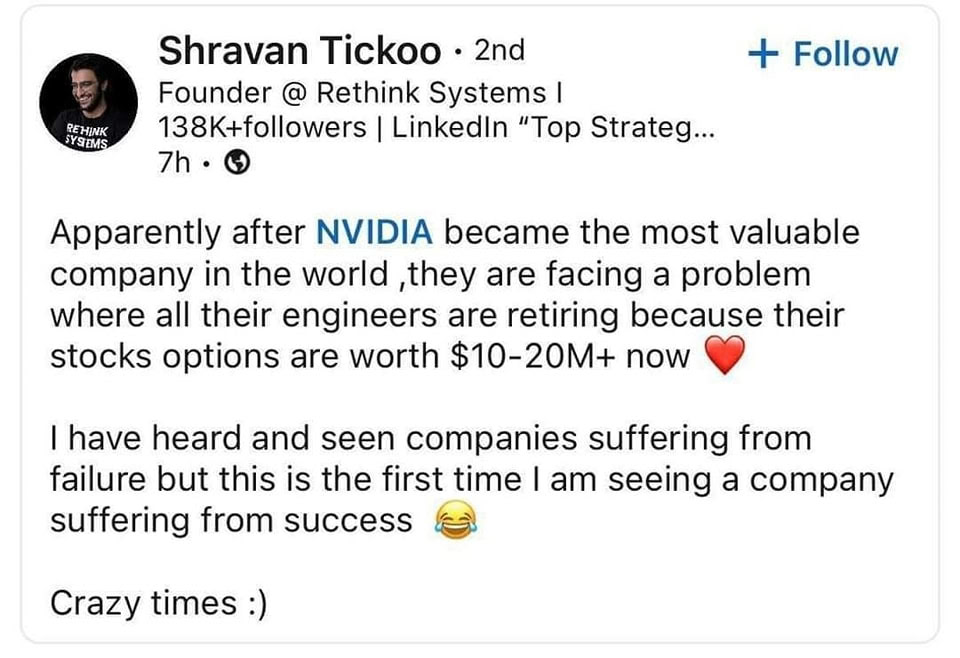 Shravan Tickoo · 2nd
+ Follow
Founder @ Rethink Systems I
138K+followers | LinkedIn “Top Strateg...
7h ·
REHINK
SYSEMS
Apparently after NVIDIA became the most valuable
company in the world ,they are facing a problem
where all their engineers are retiring because their
stocks options are worth $10-20M+ now ❤️
I have heard and seen companies suffering from
failure but this is the first time I am seeing a company
suffering from success 😂
Crazy times :)